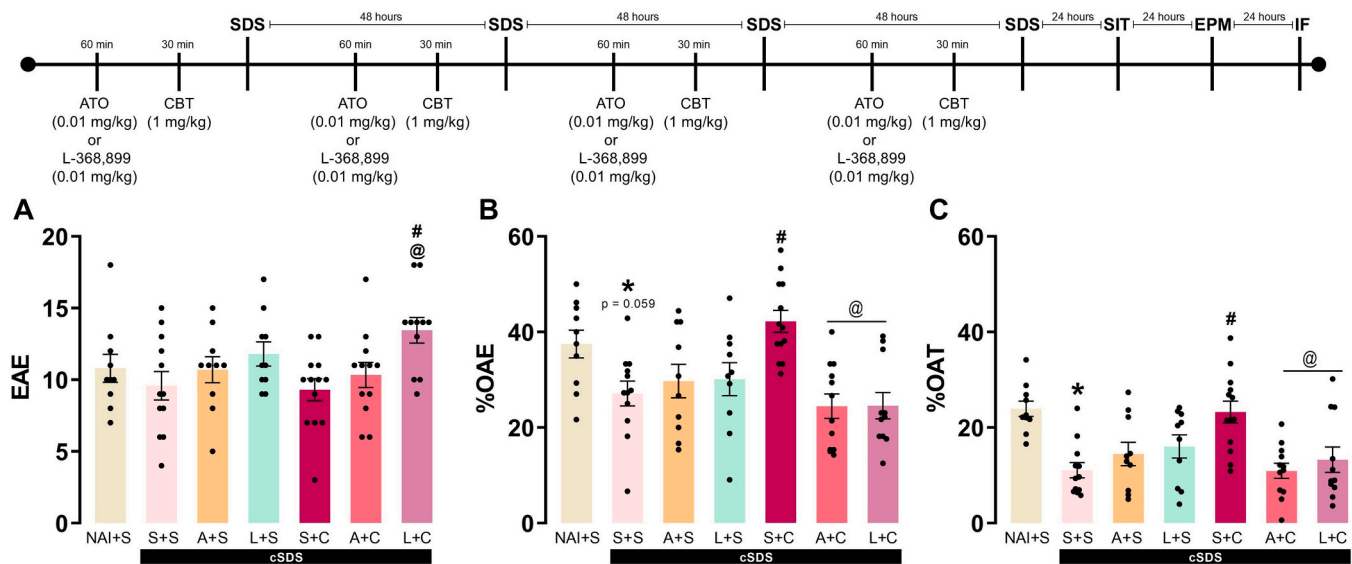 SDS 48 hours SDS 48 hours SDS 48 hours SDS 24 hours SIT 24 hours EPM 24 hours IF
60 min 30 min 60 min 30 min 60 min 30 min 60 min 30 min
ATO CBT ATO CBT ATO CBT ATO CBT
(0.01 mg/kg) (1 mg/kg) (0.01 mg/kg) (1 mg/kg) (0.01 mg/kg) (1 mg/kg) (0.01 mg/kg) (1 mg/kg)
or or or or
L-368,899 L-368,899 L-368,899 L-368,899
(0.01 mg/kg) (0.01 mg/kg) (0.01 mg/kg) (0.01 mg/kg)
A
EAE
20
15
10
5
0
#
@
NAI+S S+S A+S L+S S+C A+C L+C
cSDS
B
%OAE
60
40
20
0
*
p = 0.059
#
@
NAI+S S+S A+S L+S S+C A+C L+C
cSDS
C
%OAT
60
40
20
0
*
#
@
NAI+S S+S A+S L+S S+C A+C L+C
cSDS